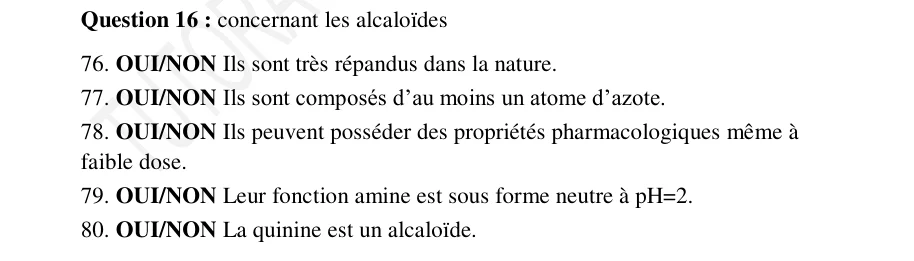 Question 16 : concernant les alcaloïdes
76. OUI/NON Ils sont très répandus dans la nature.
77. OUI/NON Ils sont composés d'au moins un atome d'azote.
78. OUI/NON Ils peuvent posséder des propriétés pharmacologiques même à
faible dose.
79. OUI/NON Leur fonction amine est sous forme neutre à pH=2.
80. OUI/NON La quinine est un alcaloïde.